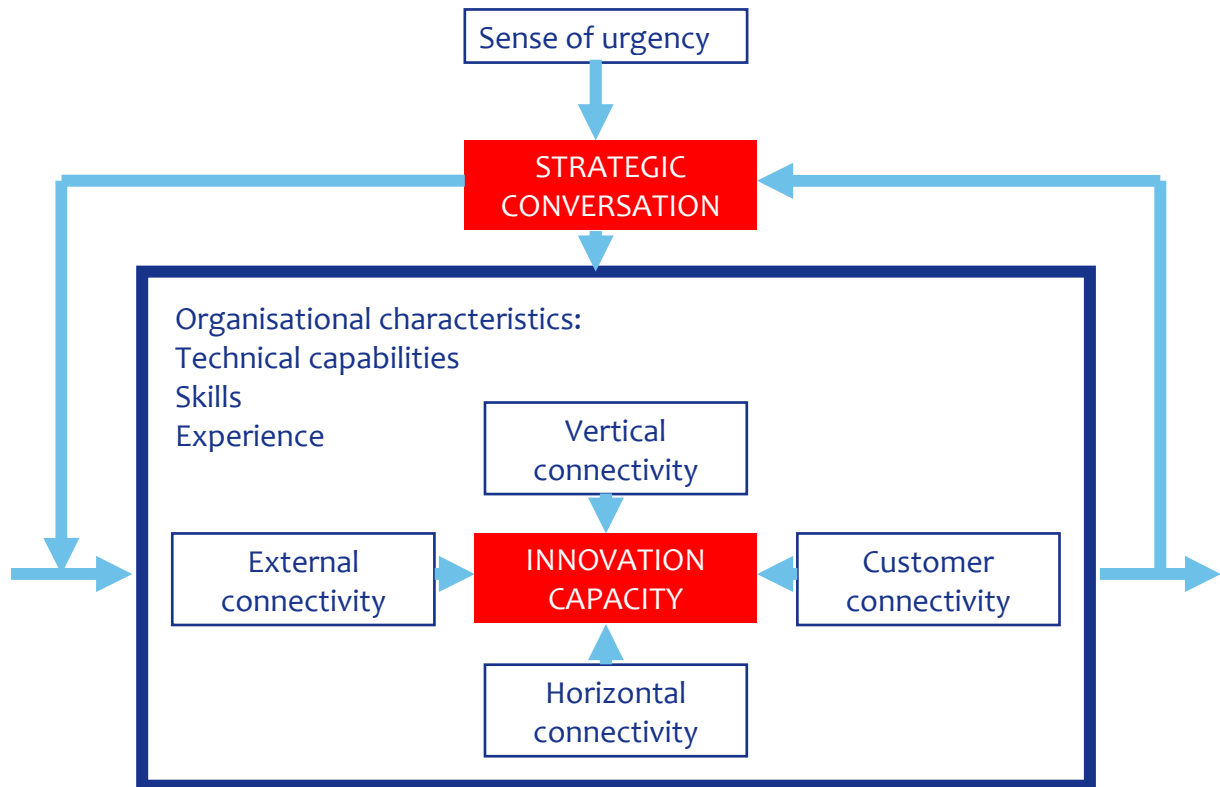 Sense of urgency
STRATEGIC
CONVERSATION
Organisational characteristics:
Technical capabilities
Skills
Experience
Vertical
connectivity
External
connectivity
INNOVATION
CAPACITY
Customer
connectivity
Horizontal
connectivity